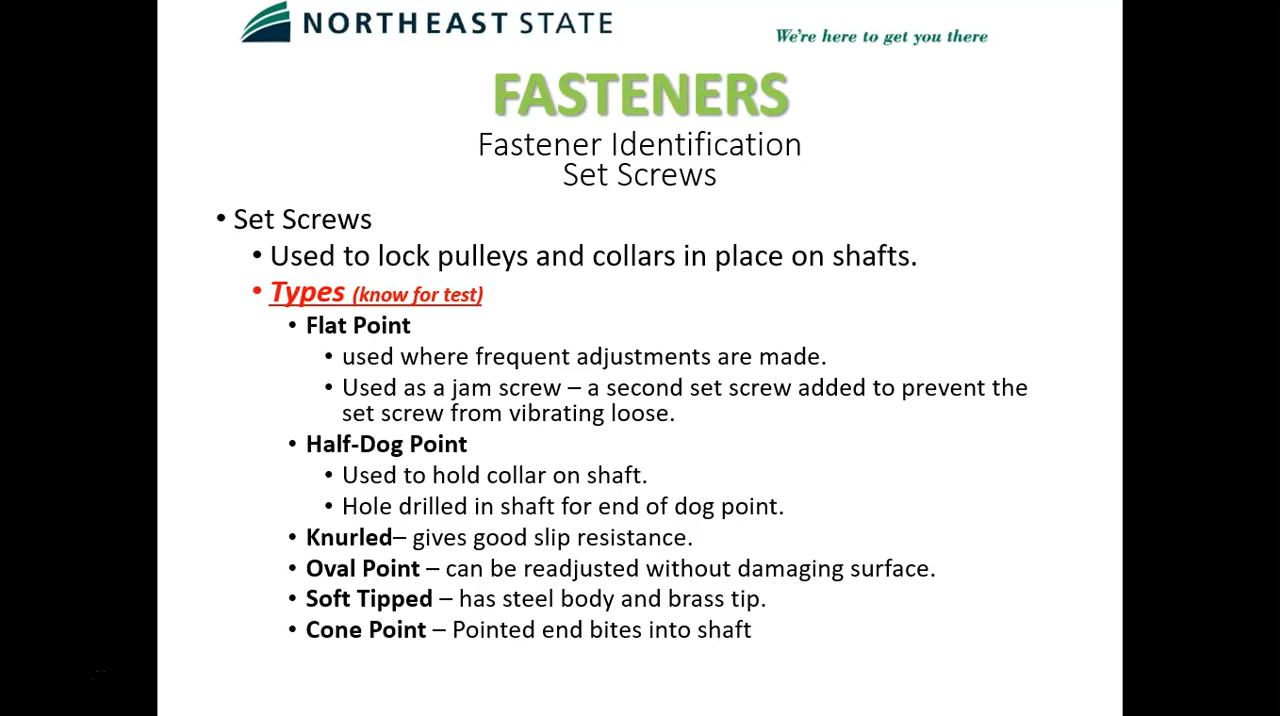 NORTHEAST STATE
We're here to get you there
FASTENERS
Fastener Identification
Set Screws
• Set Screws
• Used to lock pulleys and collars in place on shafts.
• Types (know for test)
• Flat Point
• used where frequent adjustments are made.
• Used as a jam screw – a second set screw added to prevent the
set screw from vibrating loose.
• Half-Dog Point
• Used to hold collar on shaft.
• Hole drilled in shaft for end of dog point.
• Knurled– gives good slip resistance.
• Oval Point – can be readjusted without damaging surface.
• Soft Tipped – has steel body and brass tip.
• Cone Point – Pointed end bites into shaft